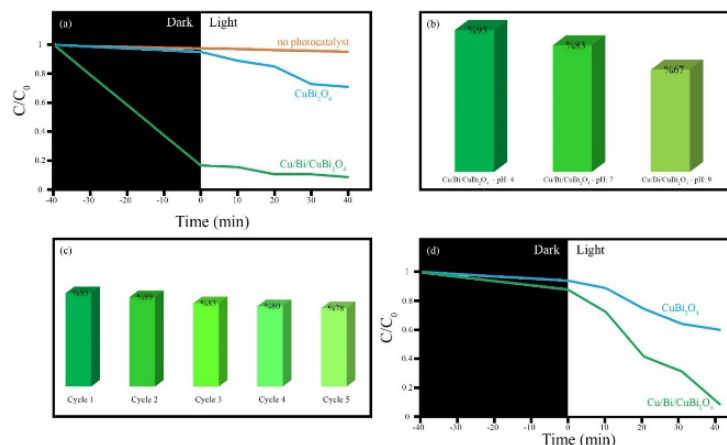 (a)
Dark
Light
no photocatalyst
CuBi₂O₄
Cu/Bi/CuBi₂O₄
C/C₀
1
0.8
0.6
0.4
0.2
0
-40
-30
-20
-10
0
10
20
30
40
Time (min)
(b)
%93
%83
%67
Cu/Bi/CuBi₂O₄ - pH: 4
Cu/Bi/CuBi₂O₄ - pH: 7
Cu/Bi/CuBi₂O₄ - pH: 9
(c)
%93
%83
%80
%78
Cycle 1
Cycle 2
Cycle 3
Cycle 4
Cycle 5
(d)
Dark
Light
CuBi₂O₄
Cu/Bi/CuBi₂O₄
C/C₀
1
0.8
0.6
0.4
0.2
0
-40
-30
-20
-10
0
10
20
30
40
Time (min)